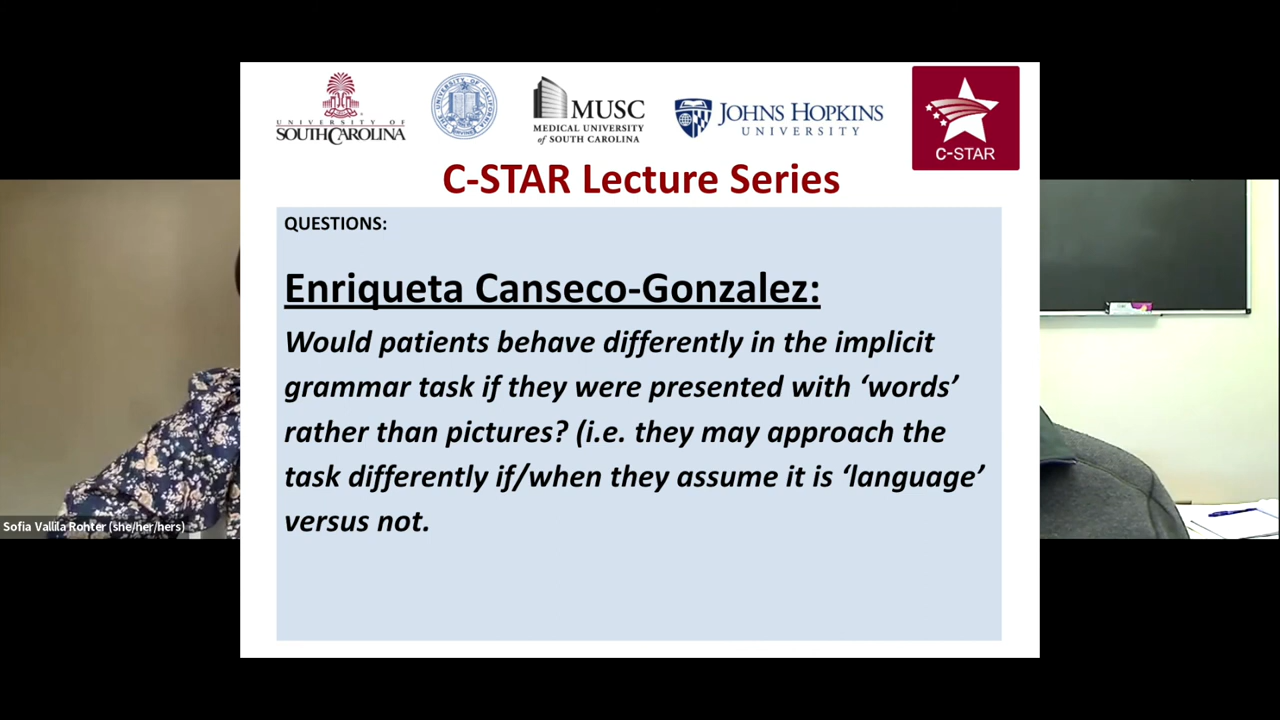 UNIVERSITY OF
SOUTH CAROLINA
MUSC
MEDICAL UNIVERSITY
of SOUTH CAROLINA
JOHNS HOPKINS
UNIVERSITY
C-STAR
C-STAR Lecture Series
QUESTIONS:
Enriqueta Canseco-Gonzalez:
Would patients behave differently in the implicit
grammar task if they were presented with ‘words’
rather than pictures? (i.e. they may approach the
task differently if/when they assume it is ‘language’
versus not.
Sofia Vallila Rohter (she/her/hers)